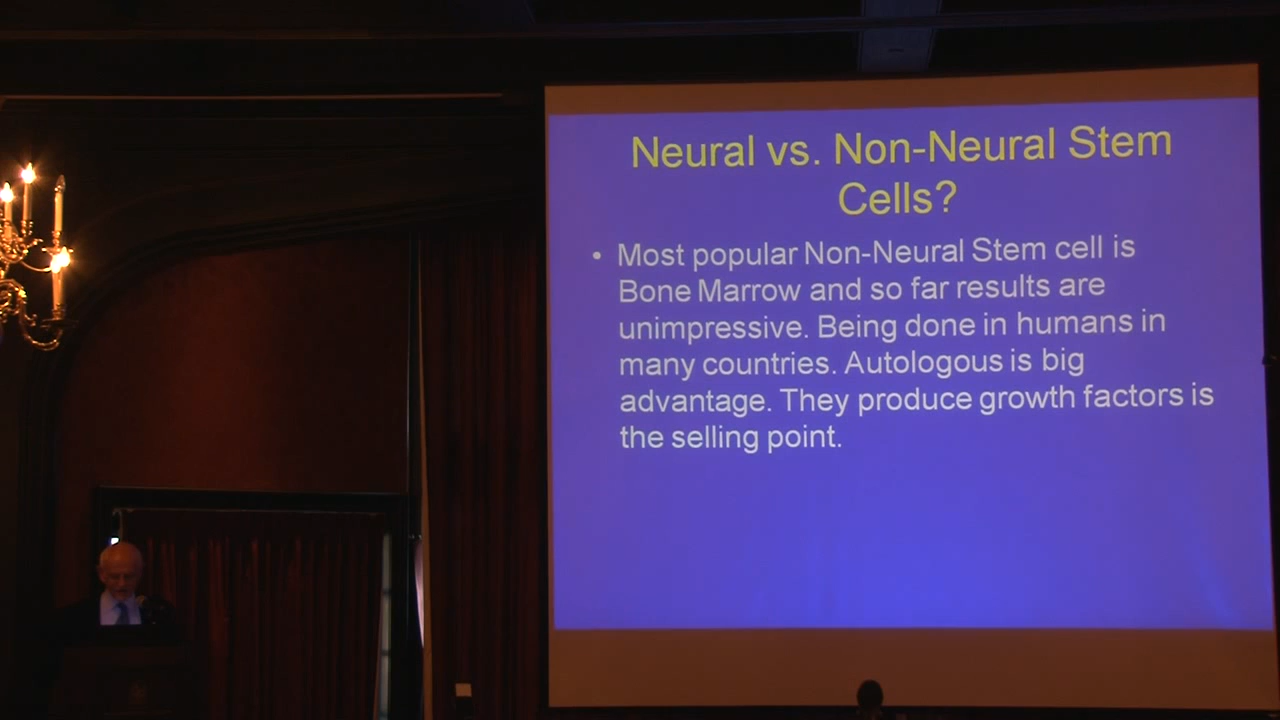 Neural vs. Non-Neural Stem
Cells?
• Most popular Non-Neural Stem cell is
Bone Marrow and so far results are
unimpressive. Being done in humans in
many countries. Autologous is big
advantage. They produce growth factors is
the selling point.